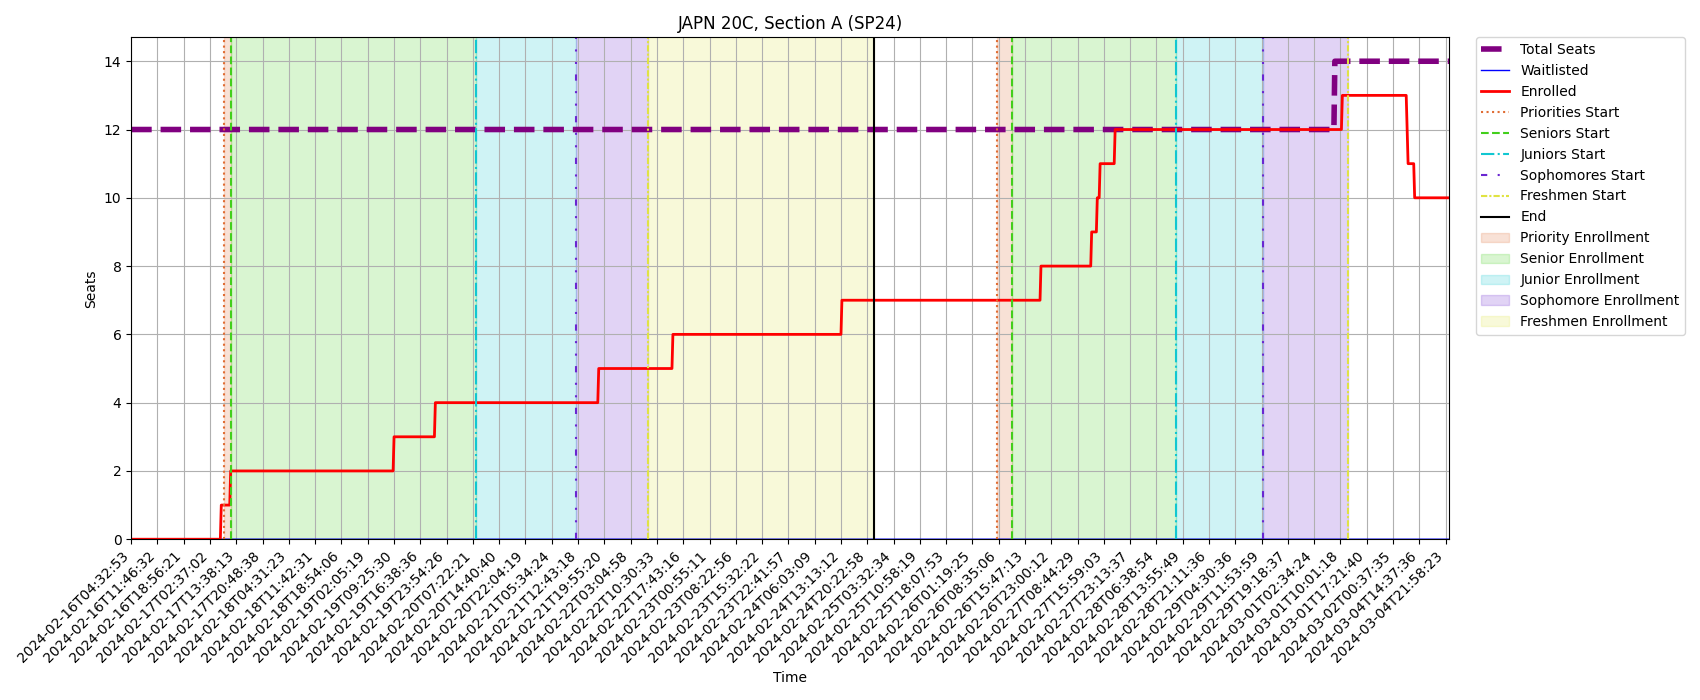 JAPN 20C, Section A (SP24)
Seats
14
12
10
8
6
4
2
0
2024-02-16T04:32:53
2024-02-16T11:46:32
2024-02-16T18:56:21
2024-02-17T02:37:02
2024-02-17T13:38:13
2024-02-17T20:48:38
2024-02-18T04:31:23
2024-02-18T11:42:31
2024-02-18T18:54:06
2024-02-19T02:05:19
2024-02-19T09:25:30
2024-02-19T16:38:36
2024-02-19T23:54:26
2024-02-20T07:22:21
2024-02-20T14:40:40
2024-02-21T05:04:19
2024-02-21T05:34:24
2024-02-21T12:43:18
2024-02-21T19:55:20
2024-02-22T03:04:58
2024-02-22T10:30:33
2024-02-22T17:43:16
2024-02-23T00:55:11
2024-02-23T08:22:56
2024-02-23T15:32:22
2024-02-23T22:41:57
2024-02-24T06:03:09
2024-02-24T13:13:12
2024-02-24T20:22:58
2024-02-25T03:32:34
2024-02-25T10:58:19
2024-02-25T18:07:53
2024-02-26T01:19:25
2024-02-26T08:35:06
2024-02-26T15:47:13
2024-02-26T23:00:12
2024-02-27T08:44:29
2024-02-27T15:59:03
2024-02-27T23:13:37
2024-02-28T06:38:54
2024-02-28T13:55:49
2024-02-28T21:11:36
2024-02-29T04:30:36
2024-02-29T11:53:59
2024-02-29T19:18:37
2024-03-01T02:34:24
2024-03-01T10:01:18
2024-03-01T17:21:40
2024-03-02T00:37:35
2024-03-04T14:37:36
2024-03-04T21:58:23
Time
Total Seats
Waitlisted
Enrolled
Priorities Start
Seniors Start
Juniors Start
Sophomores Start
Freshmen Start
End
Priority Enrollment
Senior Enrollment
Junior Enrollment
Sophomore Enrollment
Freshmen Enrollment